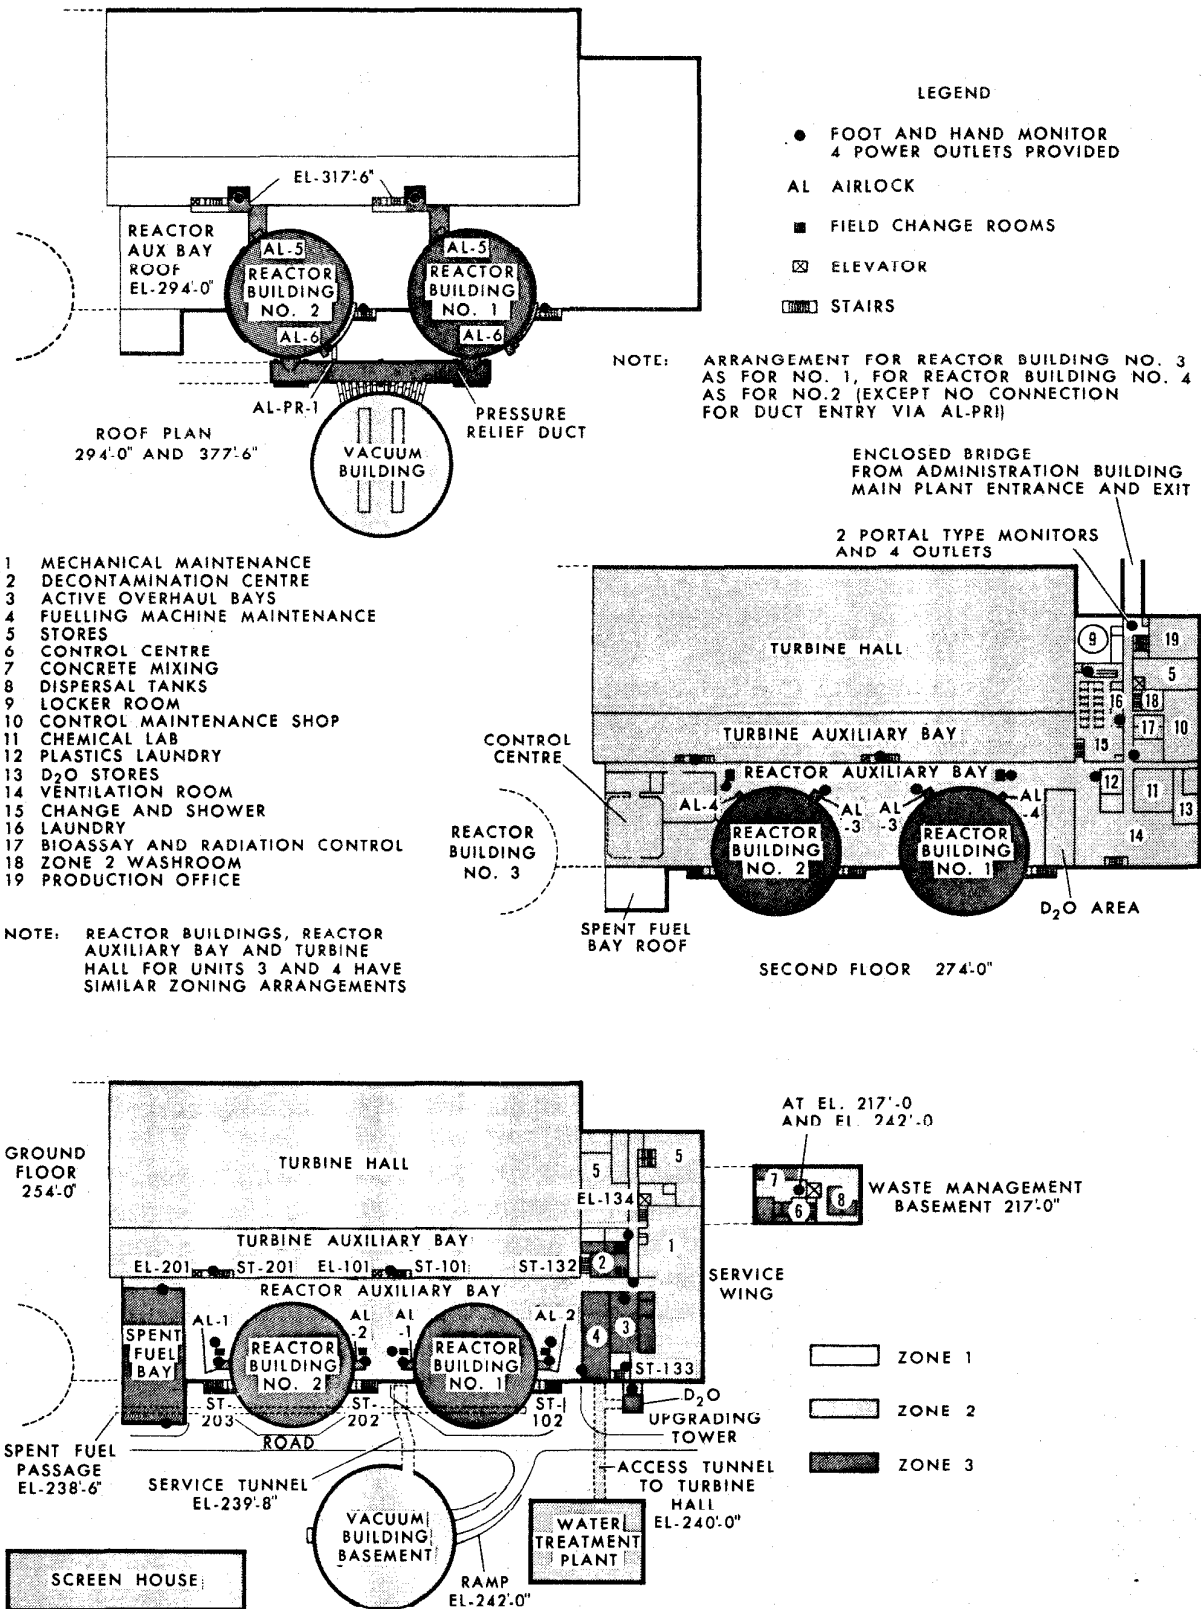 LEGEND
FOOT AND HAND MONITOR
4 POWER OUTLETS PROVIDED
AL AIRLOCK
FIELD CHANGE ROOMS
ELEVATOR
STAIRS
NOTE: ARRANGEMENT FOR REACTOR BUILDING NO. 3
AS FOR NO. 1, FOR REACTOR BUILDING NO. 4
AS FOR NO.2 (EXCEPT NO CONNECTION
FOR DUCT ENTRY VIA AL-PRI)
EL-317'-6"
REACTOR
AUX BAY
ROOF
EL-294'-0"
AL-5
REACTOR
BUILDING
NO. 2
AL-6
AL-5
REACTOR
BUILDING
NO. 1
AL-6
AL-PR-1
PRESSURE
RELIEF DUCT
VACUUM
BUILDING
ROOF PLAN
294'-0" AND 377'-6"
1 MECHANICAL MAINTENANCE
2 DECONTAMINATION CENTRE
3 ACTIVE OVERHAUL BAYS
4 FUELLING MACHINE MAINTENANCE
5 STORES
6 CONTROL CENTRE
7 CONCRETE MIXING
8 DISPERSAL TANKS
9 LOCKER ROOM
10 CONTROL MAINTENANCE SHOP
11 CHEMICAL LAB
12 PLASTICS LAUNDRY
13 D2O STORES
14 VENTILATION ROOM
15 CHANGE AND SHOWER
16 LAUNDRY
17 BIOASSAY AND RADIATION CONTROL
18 ZONE 2 WASHROOM
19 PRODUCTION OFFICE
NOTE: REACTOR BUILDINGS, REACTOR
AUXILIARY BAY AND TURBINE
HALL FOR UNITS 3 AND 4 HAVE
SIMILAR ZONING ARRANGEMENTS
ENCLOSED BRIDGE
FROM ADMINISTRATION BUILDING
MAIN PLANT ENTRANCE AND EXIT
2 PORTAL TYPE MONITORS
AND 4 OUTLETS
TURBINE HALL
TURBINE AUXILIARY BAY
REACTOR AUXILIARY BAY
9
19
5
16
18
17
10
15
12
11
13
14
CONTROL
CENTRE
AL-4
AL
-3
AL
-3
AL
-4
REACTOR
BUILDING
NO. 3
REACTOR
BUILDING
NO. 2
REACTOR
BUILDING
NO. 1
D2O AREA
SPENT FUEL
BAY ROOF
SECOND FLOOR 274'-0"
GROUND
FLOOR
254'-0"
TURBINE HALL
5
5
EL-134
TURBINE AUXILIARY BAY
EL-201
ST-201
EL-101
ST-101
ST-132
2
1
REACTOR AUXILIARY BAY
SERVICE
WING
AL-1
AL
-2
AL
-1
AL-2
SPENT
FUEL
BAY
REACTOR
BUILDING
NO. 2
REACTOR
BUILDING
NO. 1
4
3
ST-133
ST-
203
ST-
202
ST-
102
D2O
UPGRADING
TOWER
ROAD
SPENT FUEL
PASSAGE
EL-238'-6"
SERVICE TUNNEL
EL-239'-8"
ACCESS TUNNEL
TO TURBINE
HALL
EL-240'-0"
VACUUM
BUILDING
BASEMENT
WATER
TREATMENT
PLANT
RAMP
EL-242'-0"
SCREEN HOUSE
AT EL. 217'-0
AND EL. 242'-0
7
6
8
WASTE MANAGEMENT
BASEMENT 217'-0"
ZONE 1
ZONE 2
ZONE 3